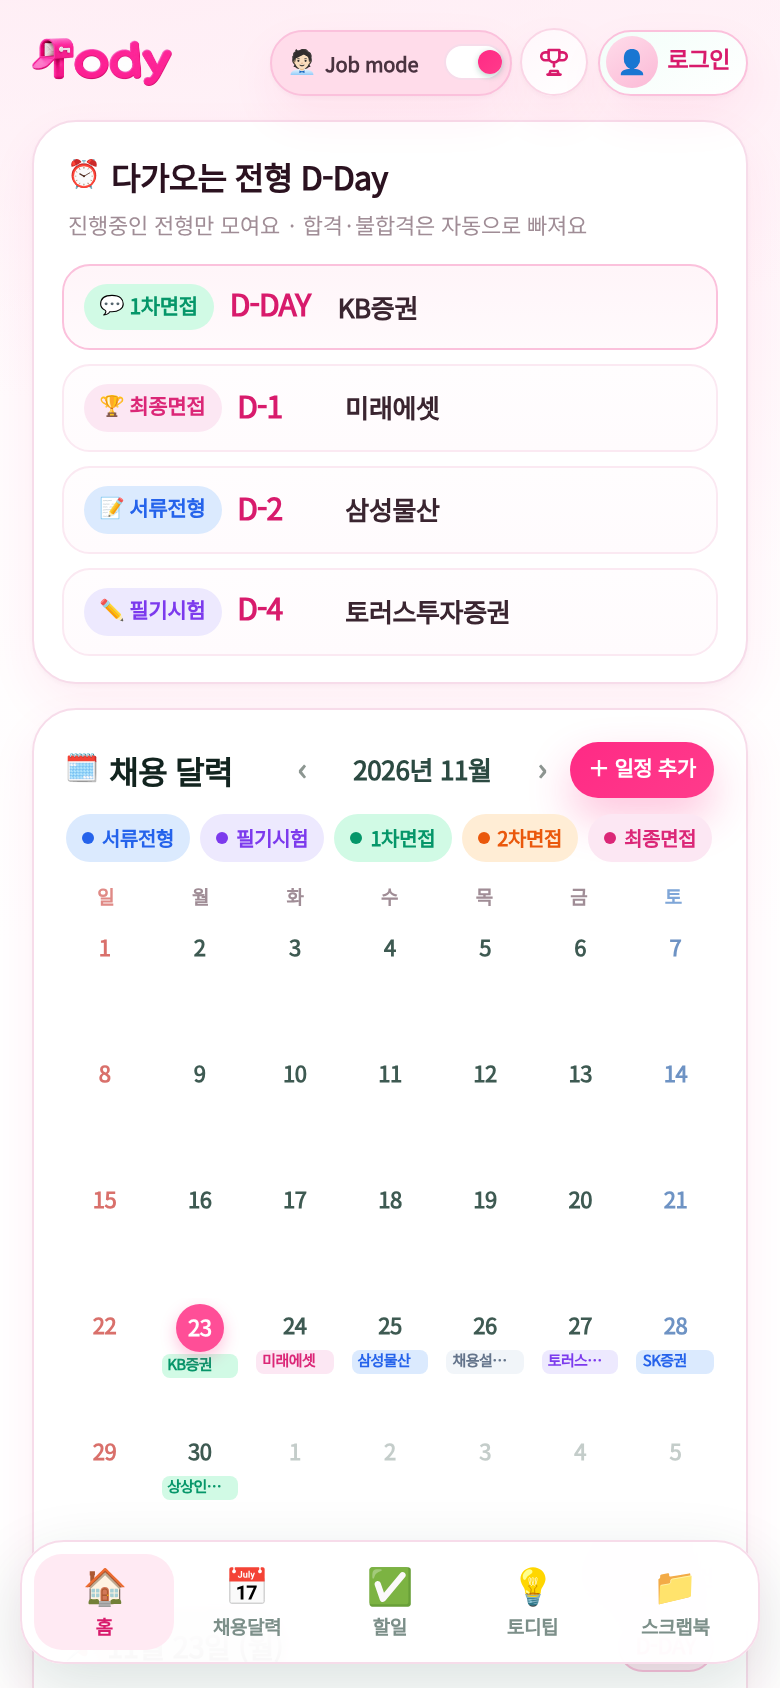 Tody
Job mode
로그인
다가오는 전형 D-Day
진행중인 전형만 모여요 · 합격·불합격은 자동으로 빠져요
1차면접 D-DAY KB증권
최종면접 D-1 미래에셋
서류전형 D-2 삼성물산
필기시험 D-4 토러스투자증권
채용 달력 ‹ 2026년 11월 › + 일정 추가
서류전형 필기시험 1차면접 2차면접 최종면접
일 월 화 수 목 금 토
1 2 3 4 5 6 7
8 9 10 11 12 13 14
15 16 17 18 19 20 21
22 23 24 25 26 27 28
KB증권 미래에셋 삼성물산 채용설… 토러스… SK증권
29 30 1 2 3 4 5
상상인…
July
17
홈 채용달력 할일 토디팁 스크랩북
11월 23일 (월)